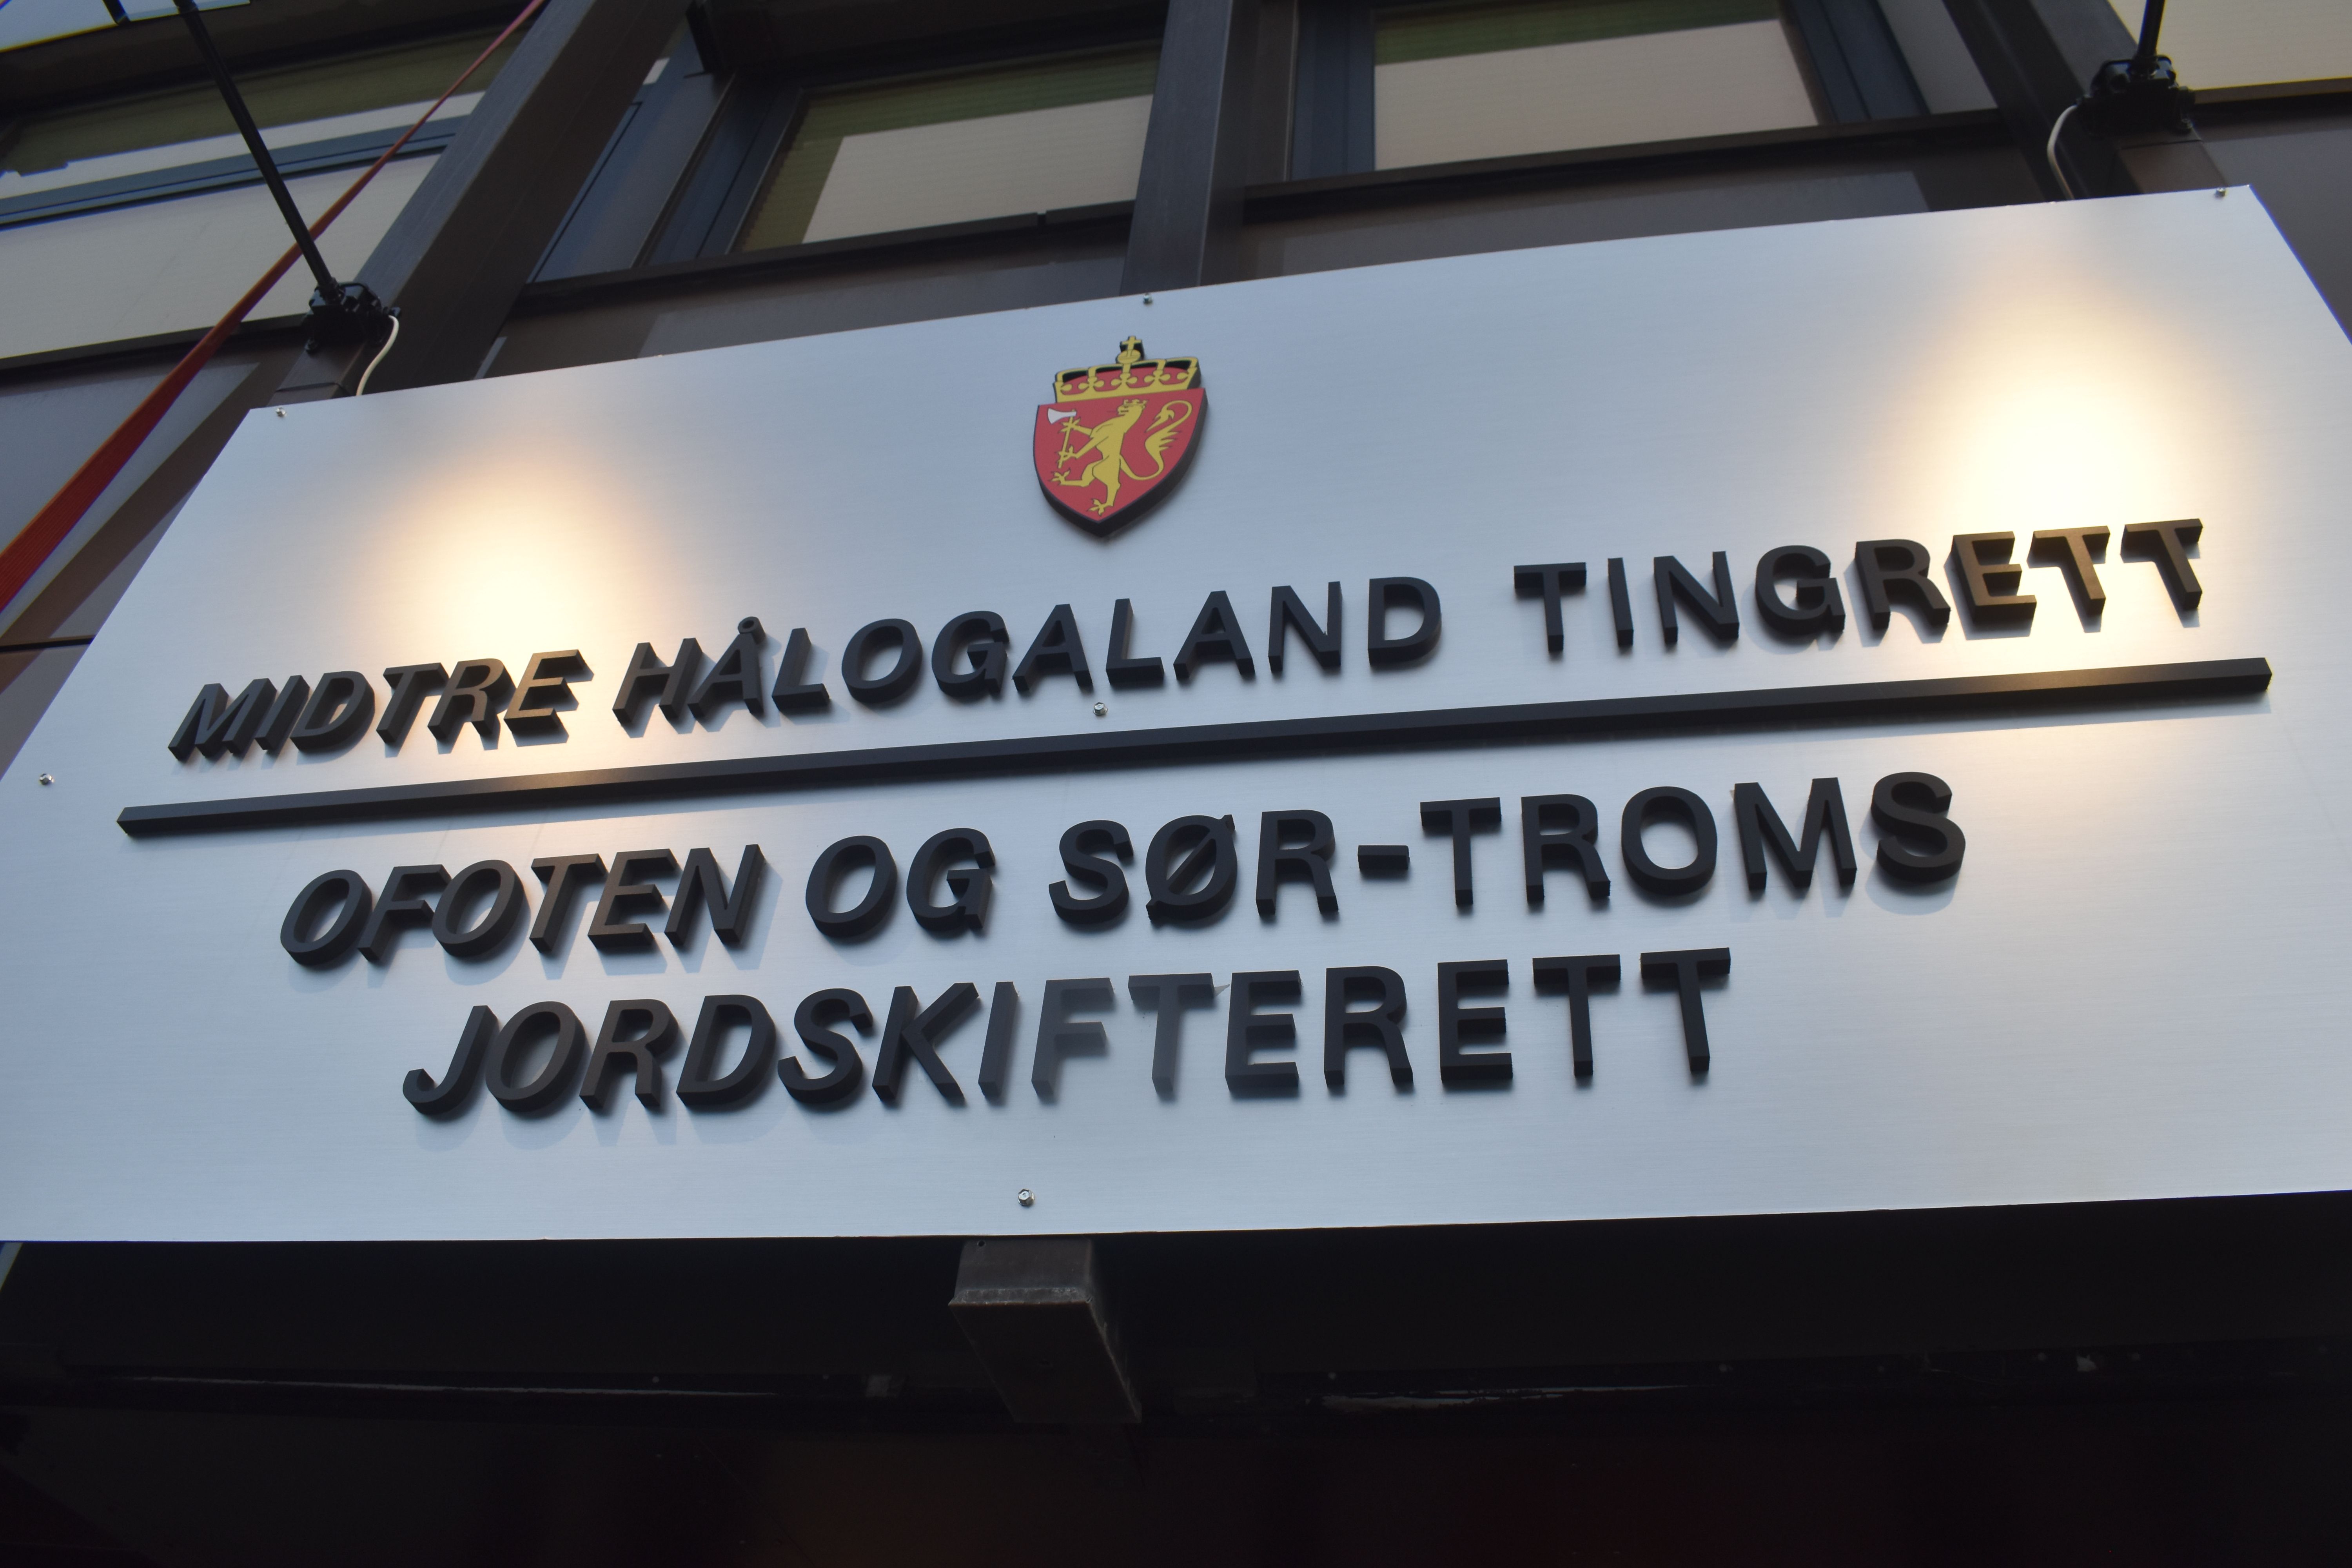 MIDTRE HÅLOGALAND TINGRETT
OFOTEN OG SØR-TROMS
JORDSKIFTERETT